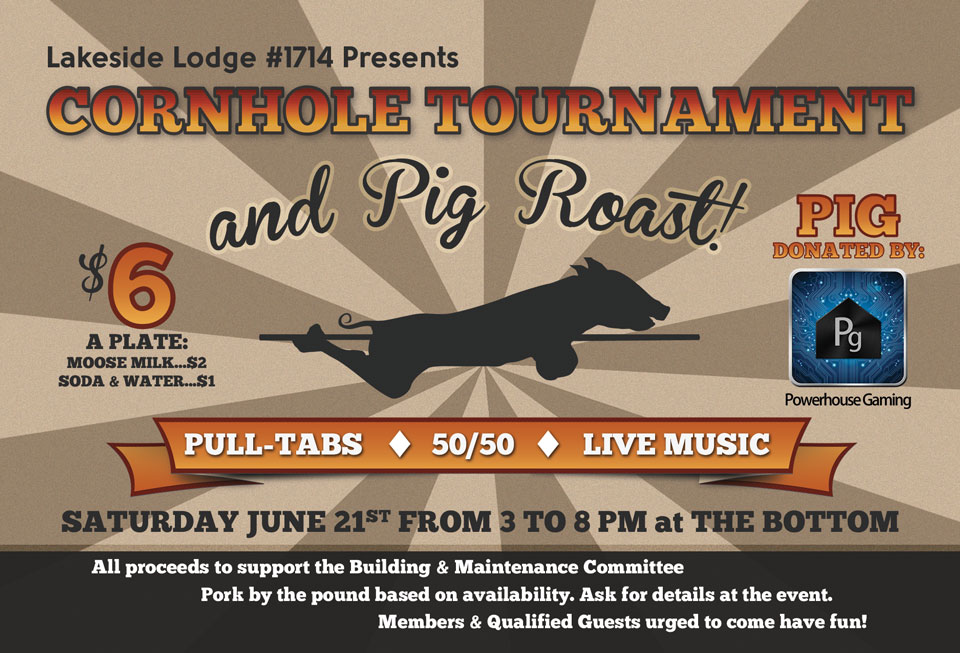 Lakeside Lodge #1714 Presents
CORNHOLE TOURNAMENT
and Pig Roast!
$6
A PLATE:
MOOSE MILK...$2
SODA & WATER...$1
PIG
DONATED BY:
Pg
Powerhouse Gaming
PULL-TABS ♦ 50/50 ♦ LIVE MUSIC
SATURDAY JUNE 21ST FROM 3 TO 8 PM at THE BOTTOM
All proceeds to support the Building & Maintenance Committee
Pork by the pound based on availability. Ask for details at the event.
Members & Qualified Guests urged to come have fun!